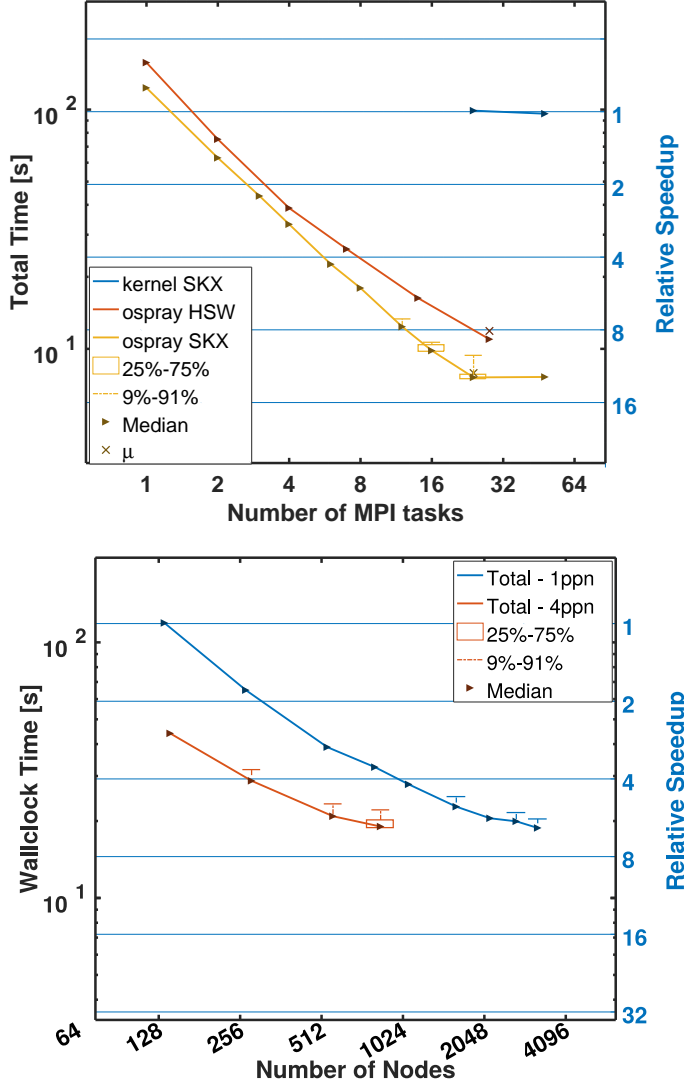 10 2
10 1
Total Time [s]
kernel SKX
ospray HSW
ospray SKX
25%-75%
9%-91%
Median
μ
1
2
4
8
16
Relative Speedup
1 2 4 8 16 32 64
Number of MPI tasks
10 2
10 1
Wallclock Time [s]
Total - 1ppn
Total - 4ppn
25%-75%
9%-91%
Median
1
2
4
8
16
32
Relative Speedup
64 128 256 512 1024 2048 4096
Number of Nodes